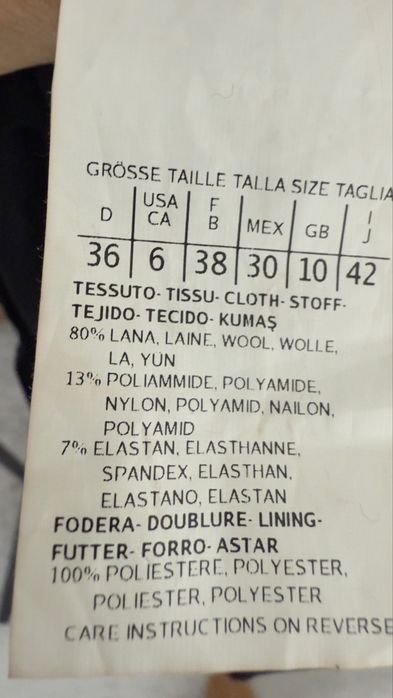 GRÖSSE TAILLE TALLA SIZE TAGLIA
D USA CA F B MEX GB I J
36 6 38 30 10 42
TESSUTO- TISSU- CLOTH- STOFF-
TEJIDO- TECIDO- KUMAŞ
80% LANA, LAINE, WOOL, WOLLE,
LA, YUN
13% POLIAMMIDE, POLYAMIDE,
NYLON, POLYAMID, NAILON,
POLYAMID
7% ELASTAN, ELASTHANNE,
SPANDEX, ELASTHAN,
ELASTANO, ELASTAN
FODERA- DOUBLURE- LINING-
FUTTER- FORRO- ASTAR
100% POLIESTERE, POLYESTER,
POLIESTER, POLYESTER
CARE INSTRUCTIONS ON REVERSE